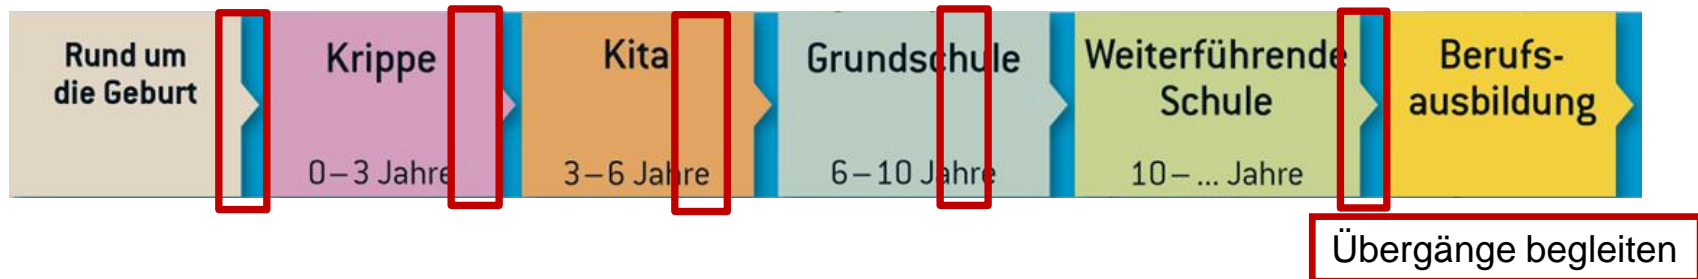 Rund um
die Geburt
Krippe
0–3 Jahre
Kita
3–6 Jahre
Grundschule
6–10 Jahre
Weiterführende
Schule
10–... Jahre
Berufs-
ausbildung
Übergänge begleiten